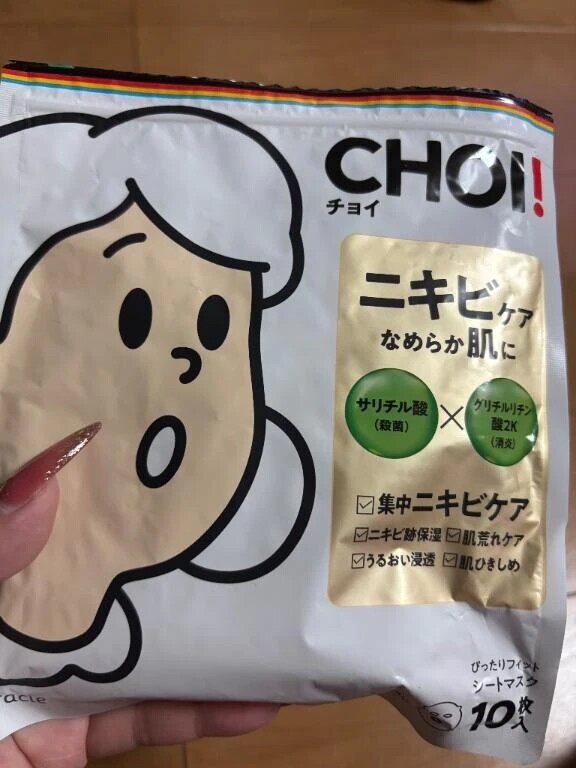 CHOI!
チョイ
ニキビケア
なめらか肌に
サリチル酸
(殺菌)
×
グリチルリチン
酸2K
(消炎)
☑集中ニキビケア
☑ニキビ跡保湿 ☑肌荒れケア
☑うるおい浸透 ☑肌ひきしめ
ぴったりフィット
シートマスク
10枚入
racie